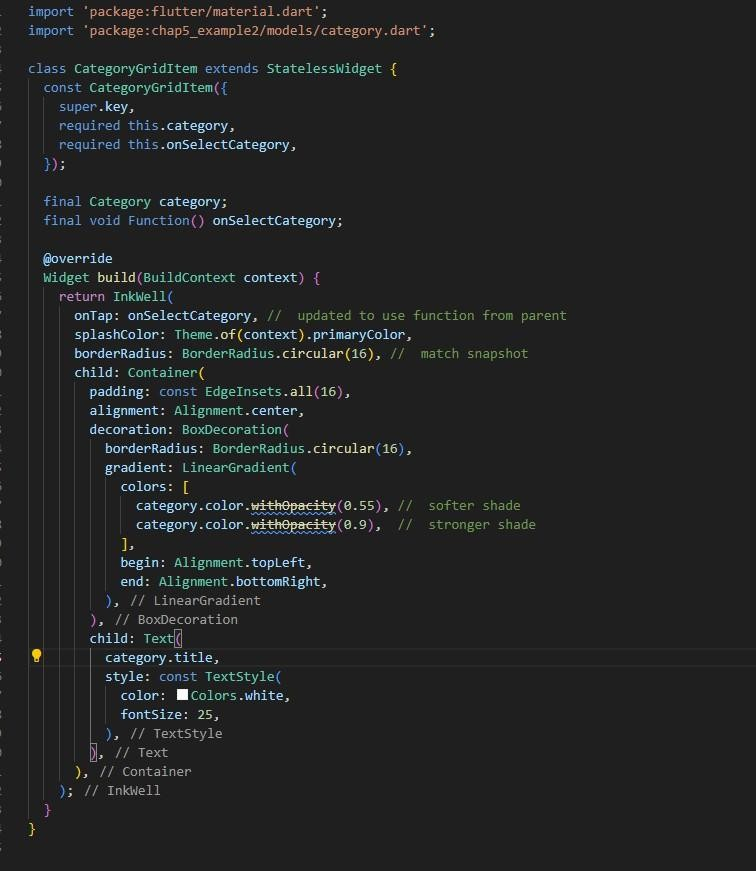 import 'package:flutter/material.dart';
import 'package:chap5_example2/models/category.dart';

class CategoryGridItem extends StatelessWidget {
  const CategoryGridItem({
    super.key,
    required this.category,
    required this.onSelectCategory,
  });

  final Category category;
  final void Function() onSelectCategory;

  @override
  Widget build(BuildContext context) {
    return InkWell(
      onTap: onSelectCategory, //  updated to use function from parent
      splashColor: Theme.of(context).primaryColor,
      borderRadius: BorderRadius.circular(16), //  match snapshot
      child: Container(
        padding: const EdgeInsets.all(16),
        alignment: Alignment.center,
        decoration: BoxDecoration(
          borderRadius: BorderRadius.circular(16),
          gradient: LinearGradient(
            colors: [
              category.color.withOpacity(0.55), //  softer shade
              category.color.withOpacity(0.9),  //  stronger shade
            ],
            begin: Alignment.topLeft,
            end: Alignment.bottomRight,
          ), // LinearGradient
        ), // BoxDecoration
        child: Text(
          category.title,
          style: const TextStyle(
            color: Colors.white,
            fontSize: 25,
          ), // TextStyle
        ), // Text
      ), // Container
    ); // InkWell
  }
}